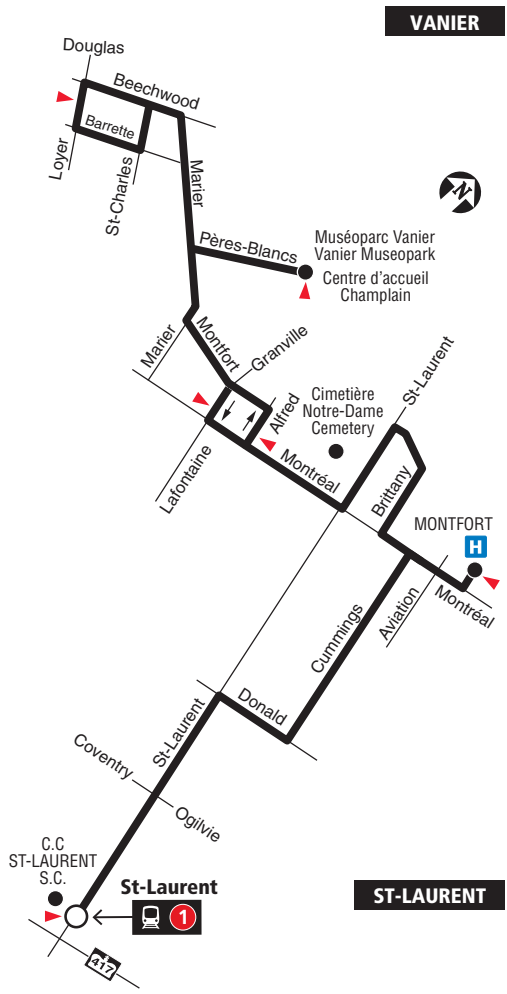 VANIER
Douglas
Beechwood
Barrette
Loyer
St-Charles
Marier
N
Pères-Blancs
Muséoparc Vanier
Vanier Museopark
Centre d'accueil
Champlain
Marier
Montfort
Granville
St-Laurent
Alfred
Cimetière
Notre-Dame
Cemetery
Lafontaine
Montréal
Brittany
MONTFORT
H
Aviation
Montréal
Cummings
Donald
St-Laurent
Coventry
Ogilvie
C.C
ST-LAURENT
S.C.
St-Laurent
1
ST-LAURENT
417